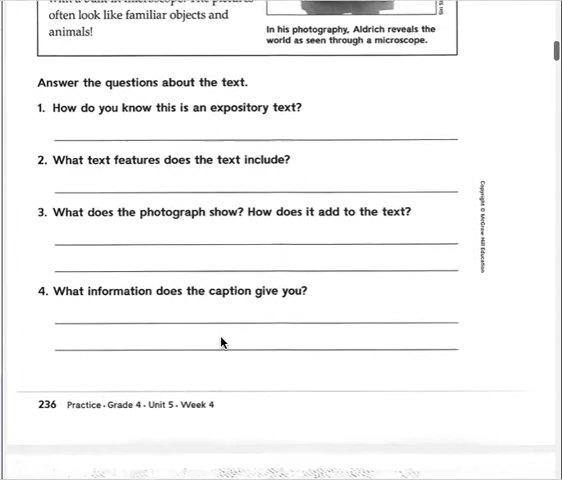 often look like familiar objects and
animals!
In his photography, Aldrich reveals the
world as seen through a microscope.
Answer the questions about the text.
1. How do you know this is an expository text?
2. What text features does the text include?
3. What does the photograph show? How does it add to the text?
4. What information does the caption give you?
Copyright © McGraw-Hill Education
236 Practice • Grade 4 • Unit 5 • Week 4